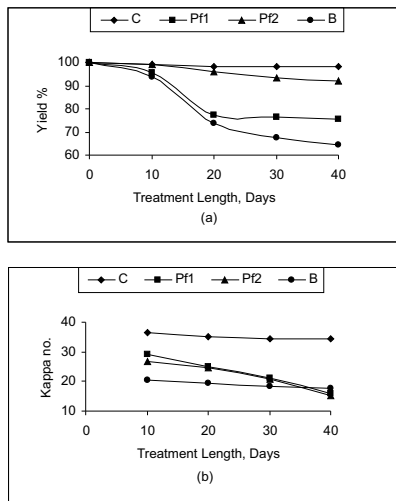 C Pf1 Pf2 B
100
90
80
70
60
Yield %
0 10 20 30 40
Treatment Length, Days
(a)
C Pf1 Pf2 B
40
30
20
10
Kappa no.
0 10 20 30 40
Treatment Length, Days
(b)